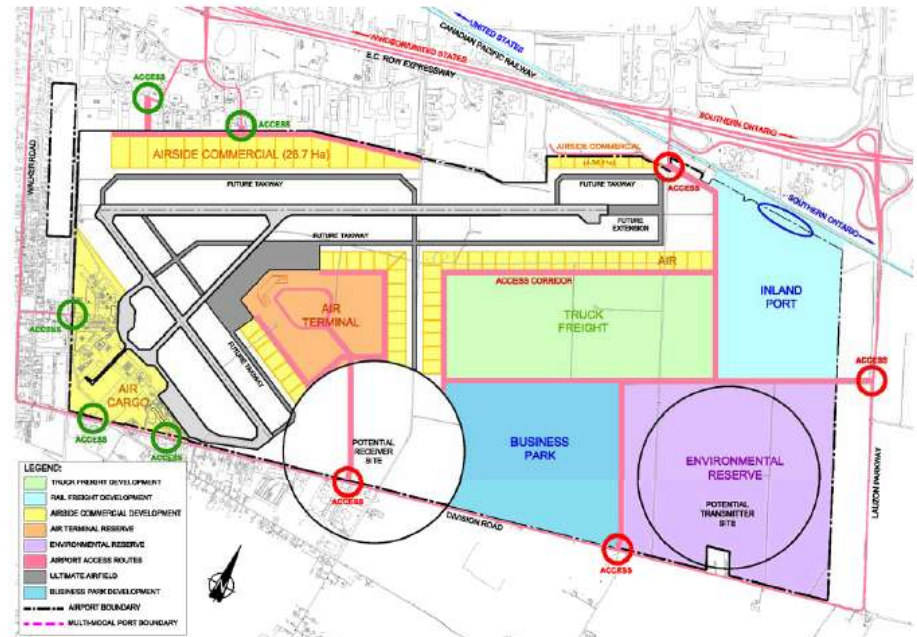 UNITED STATES
CANADIAN PACIFIC RAILWAY
WINDSOR/UNITED STATES
E.C. ROW EXPRESSWAY
SOUTHERN ONTARIO
SOUTHERN ONTARIO
WALKER ROAD
ACCESS
ACCESS
AIRSIDE COMMERCIAL (26.7 Ha)
AIRSIDE COMMERCIAL
ACCESS
FUTURE TAXIWAY
FUTURE TAXIWAY
FUTURE TAXIWAY
FUTURE
EXTENSION
AIR
ACCESS CORRIDOR
INLAND
PORT
AIR
TERMINAL
TRUCK
FREIGHT
ACCESS
FUTURE TAXIWAY
ACCESS
AIR
CARGO
ACCESS
ACCESS
POTENTIAL
RECEIVER
SITE
BUSINESS
PARK
ENVIRONMENTAL
RESERVE
POTENTIAL
TRANSMITTER
SITE
LAUZON PARKWAY
ACCESS
DIVISION ROAD
ACCESS
LEGEND:
TRUCK FREIGHT DEVELOPMENT
RAIL FREIGHT DEVELOPMENT
AIRSIDE COMMERCIAL DEVELOPMENT
AIR TERMINAL RESERVE
ENVIRONMENTAL RESERVE
AIRPORT ACCESS ROUTES
ULTIMATE AIRFIELD
BUSINESS PARK DEVELOPMENT
AIRPORT BOUNDARY
MULTI-MODAL PORT BOUNDARY